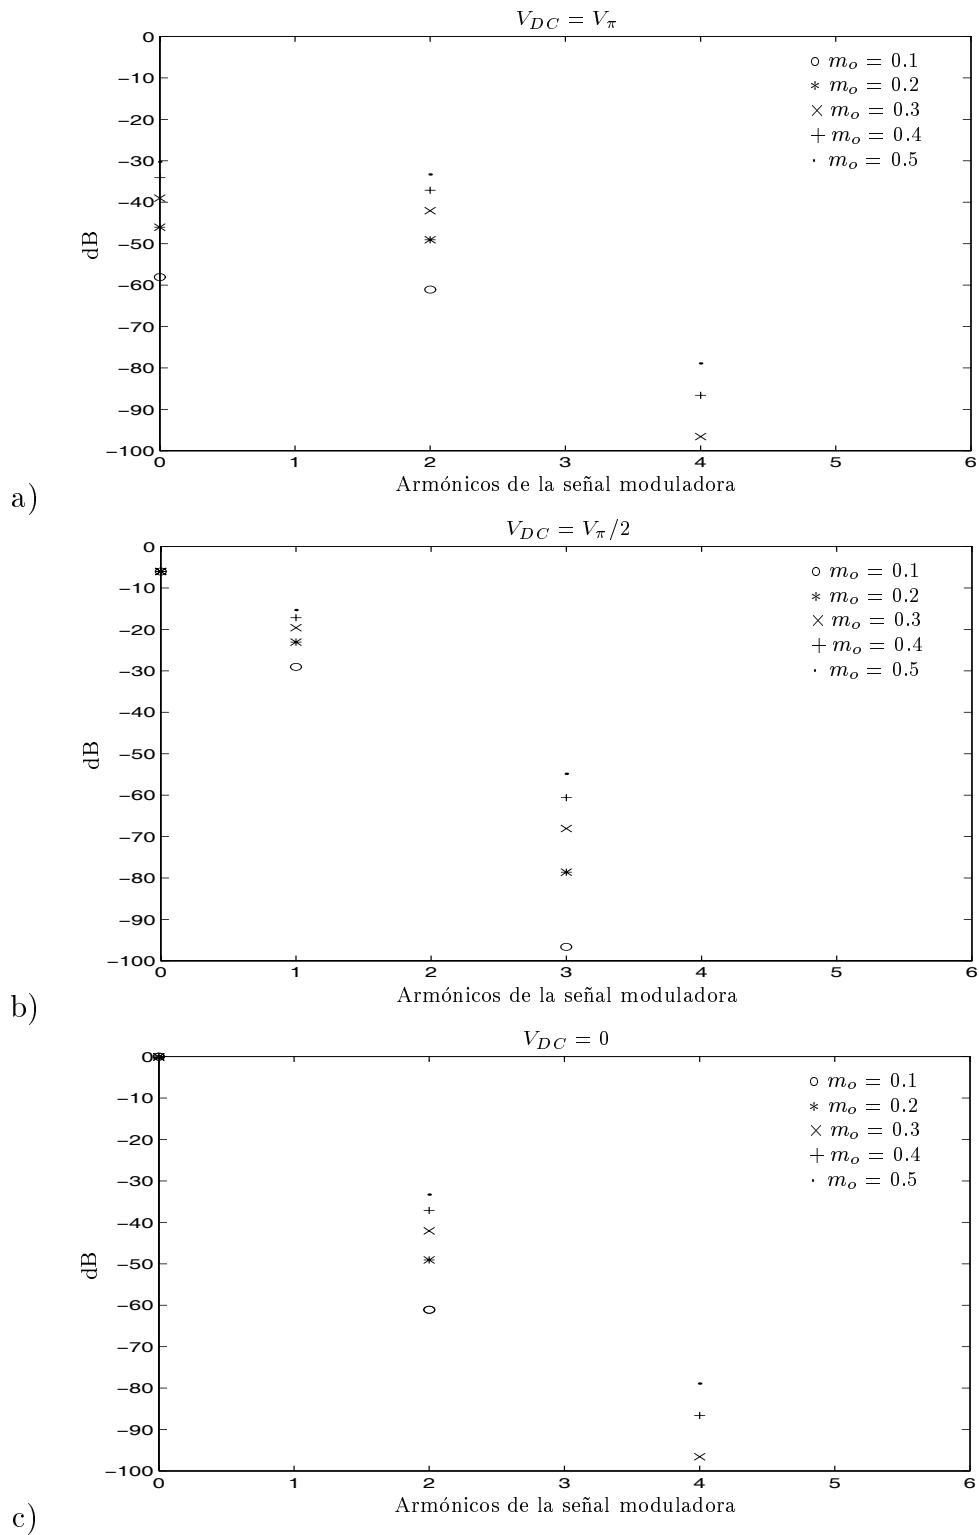 V_DC = V_π
0
−10
−20
−30
−40
−50
−60
−70
−80
−90
−100
dB
o m_o = 0.1
* m_o = 0.2
× m_o = 0.3
+ m_o = 0.4
· m_o = 0.5
0 1 2 3 4 5 6
Armónicos de la señal moduladora
a)
V_DC = V_π/2
0
−10
−20
−30
−40
−50
−60
−70
−80
−90
−100
dB
o m_o = 0.1
* m_o = 0.2
× m_o = 0.3
+ m_o = 0.4
· m_o = 0.5
0 1 2 3 4 5 6
Armónicos de la señal moduladora
b)
V_DC = 0
0
−10
−20
−30
−40
−50
−60
−70
−80
−90
−100
dB
o m_o = 0.1
* m_o = 0.2
× m_o = 0.3
+ m_o = 0.4
· m_o = 0.5
0 1 2 3 4 5 6
Armónicos de la señal moduladora
c)